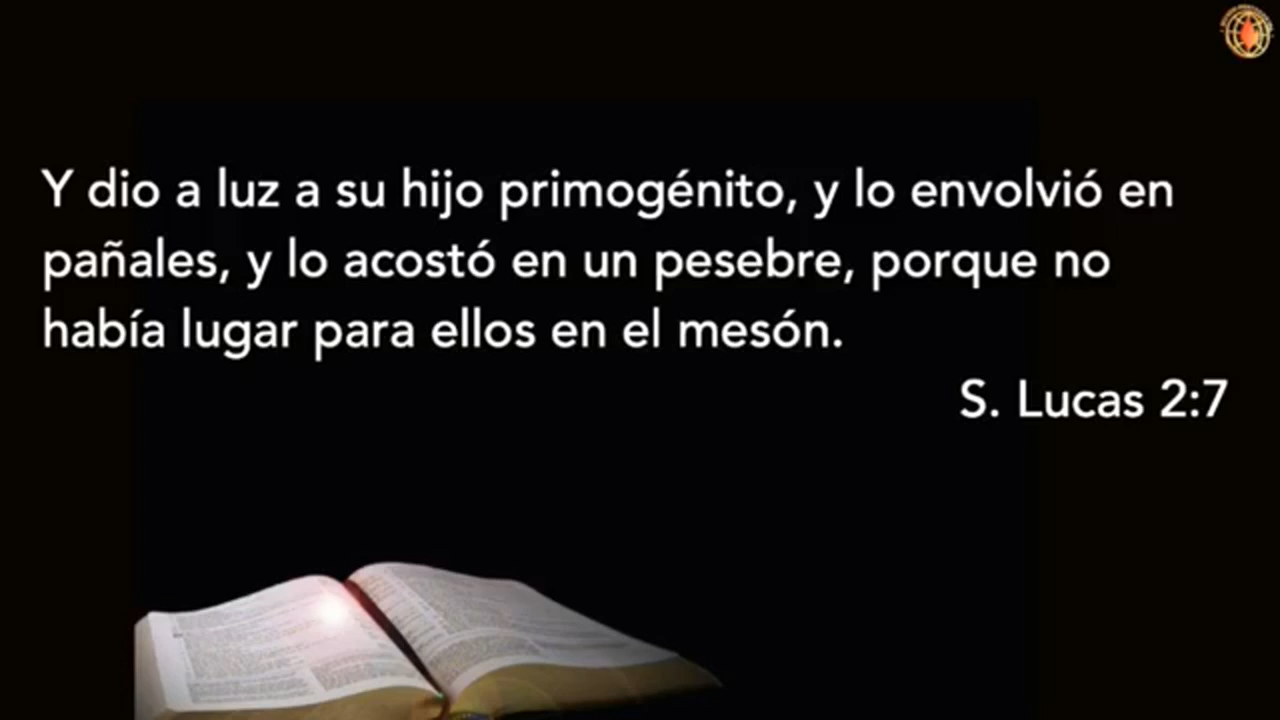 Y dio a luz a su hijo primogénito, y lo envolvió en
pañales, y lo acostó en un pesebre, porque no
había lugar para ellos en el mesón.
S. Lucas 2:7